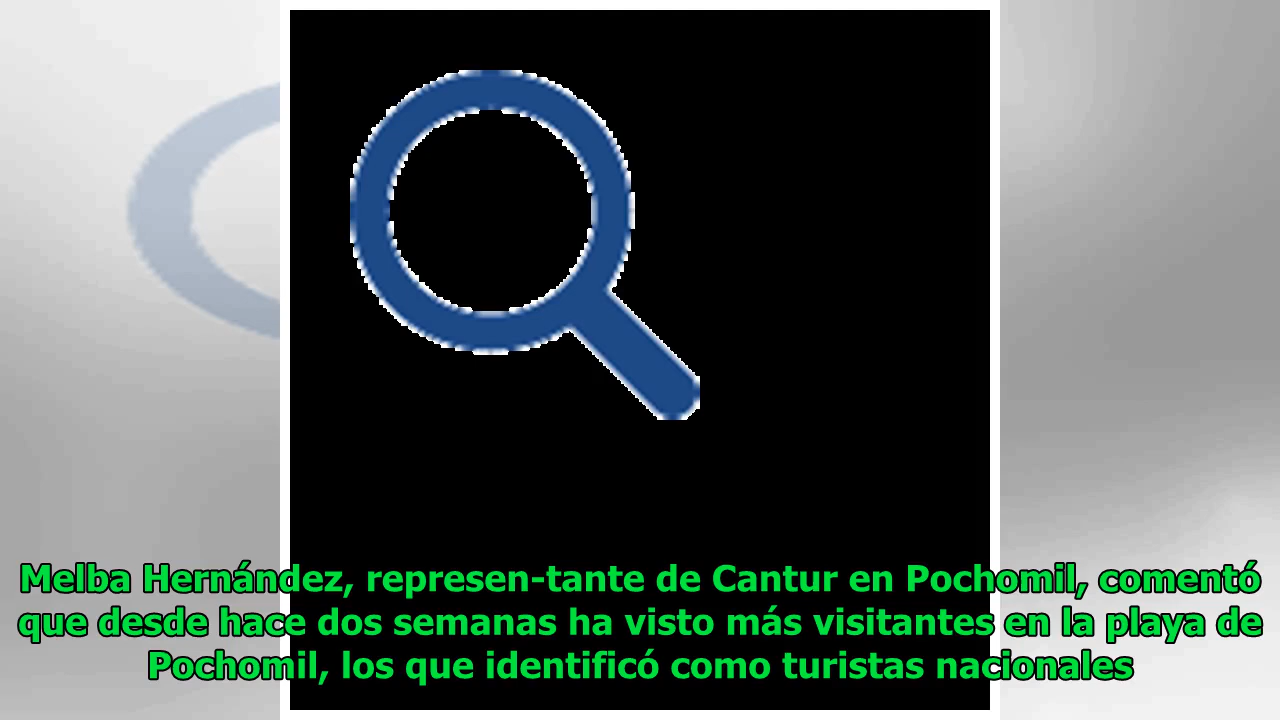 Melba Hernández, represen-tante de Cantur en Pochomil, comentó
que desde hace dos semanas ha visto más visitantes en la playa de
Pochomil, los que identificó como turistas nacionales